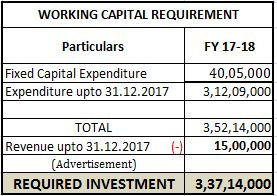 WORKING CAPITAL REQUIREMENT
Particulars FY 17-18
Fixed Capital Expenditure 40,05,000
Expenditure upto 31.12.2017 3,12,09,000
TOTAL 3,52,14,000
Revenue upto 31.12.2017 (-) 15,00,000
(Advertisement)
REQUIRED INVESTMENT 3,37,14,000